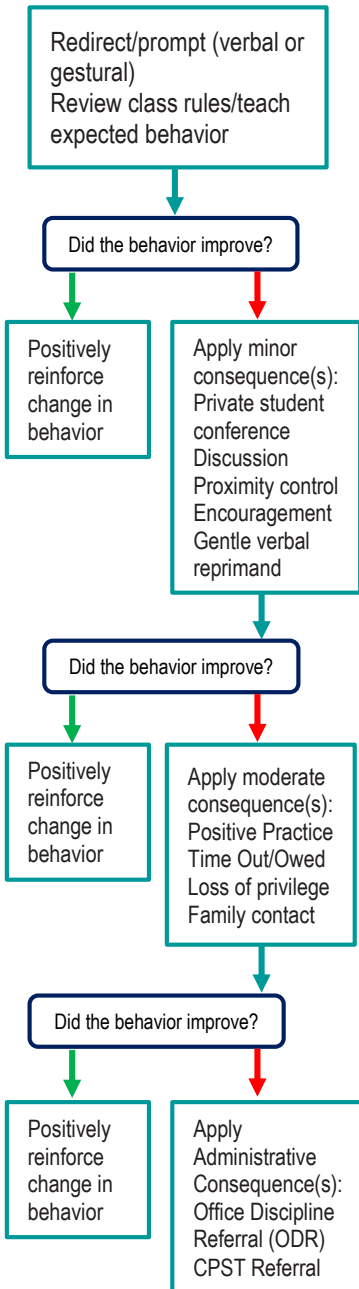 Redirect/prompt (verbal or
gestural)
Review class rules/teach
expected behavior
Did the behavior improve?
Positively
reinforce
change in
behavior
Apply minor
consequence(s):
Private student
conference
Discussion
Proximity control
Encouragement
Gentle verbal
reprimand
Did the behavior improve?
Positively
reinforce
change in
behavior
Apply moderate
consequence(s):
Positive Practice
Time Out/Owed
Loss of privilege
Family contact
Did the behavior improve?
Positively
reinforce
change in
behavior
Apply
Administrative
Consequence(s):
Office Discipline
Referral (ODR)
CPST Referral